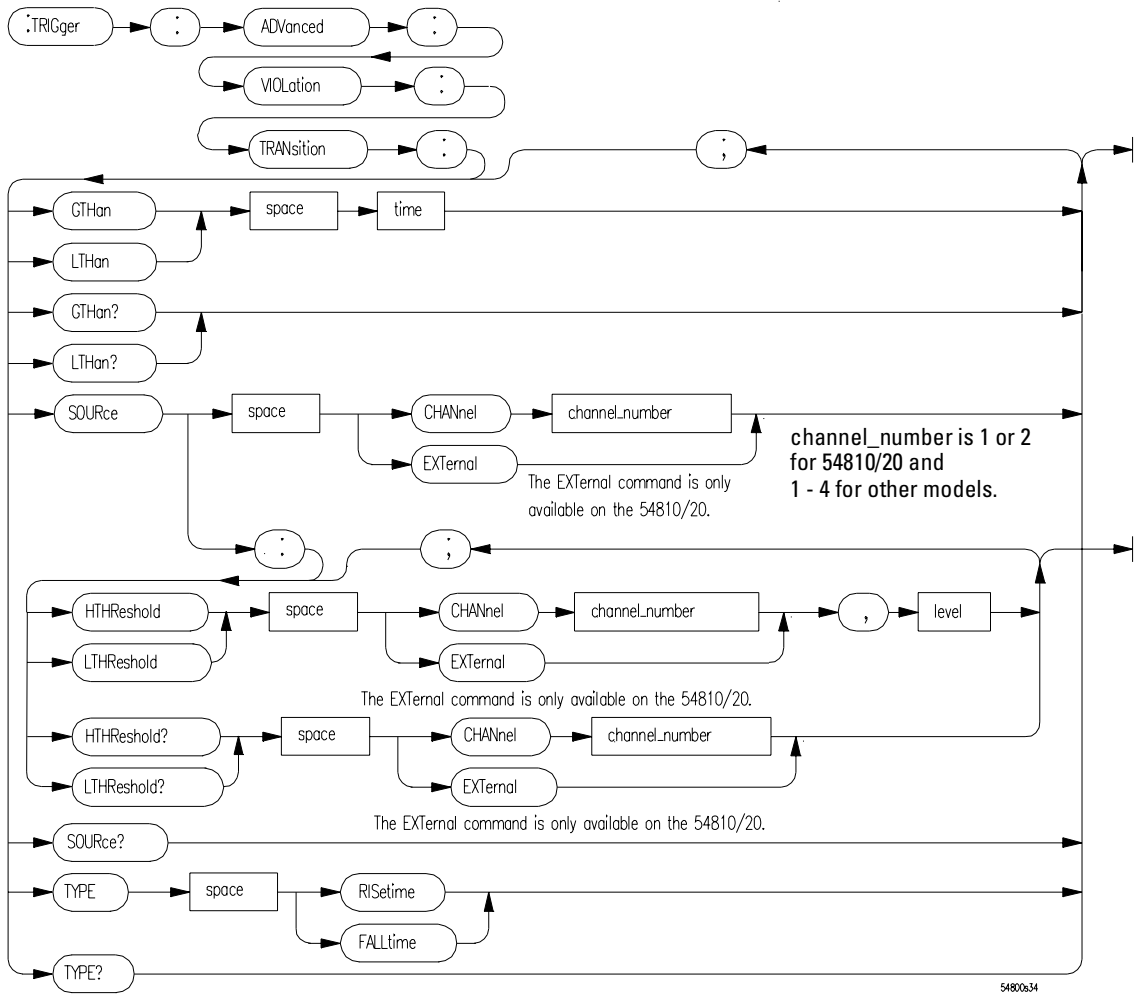 :TRIGger : ADVanced :
VIOLation :
TRANsition : ;
GTHan space time
LTHan
GTHan?
LTHan?
SOURce space CHANnel channel_number
EXTernal
The EXTernal command is only
available on the 54810/20.
channel_number is 1 or 2
for 54810/20 and
1 - 4 for other models.
: ;
HTHReshold space CHANnel channel_number , level
LTHReshold EXTernal
The EXTernal command is only available on the 54810/20.
HTHReshold? space CHANnel channel_number
LTHReshold? EXTernal
The EXTernal command is only available on the 54810/20.
SOURce?
TYPE space RISetime
FALLtime
TYPE?
54800s34